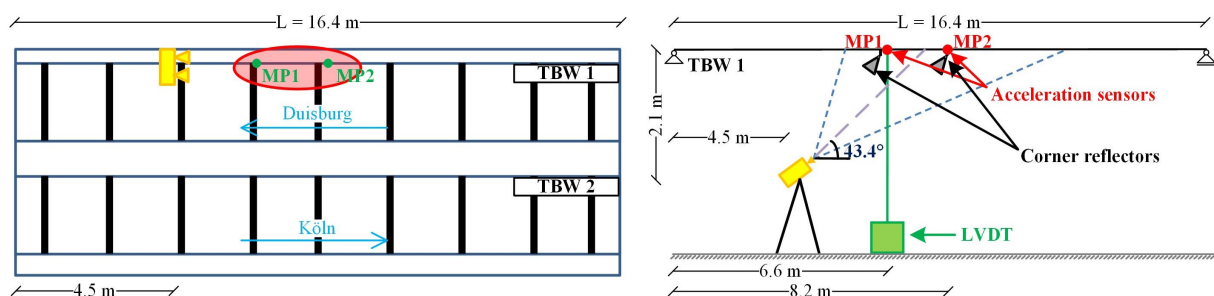 L = 16.4 m
MP1
MP2
TBW 1
Duisburg
TBW 2
Köln
4.5 m
L = 16.4 m
MP1
MP2
TBW 1
2.1 m
Acceleration sensors
4.5 m
43.4°
Corner reflectors
LVDT
6.6 m
8.2 m